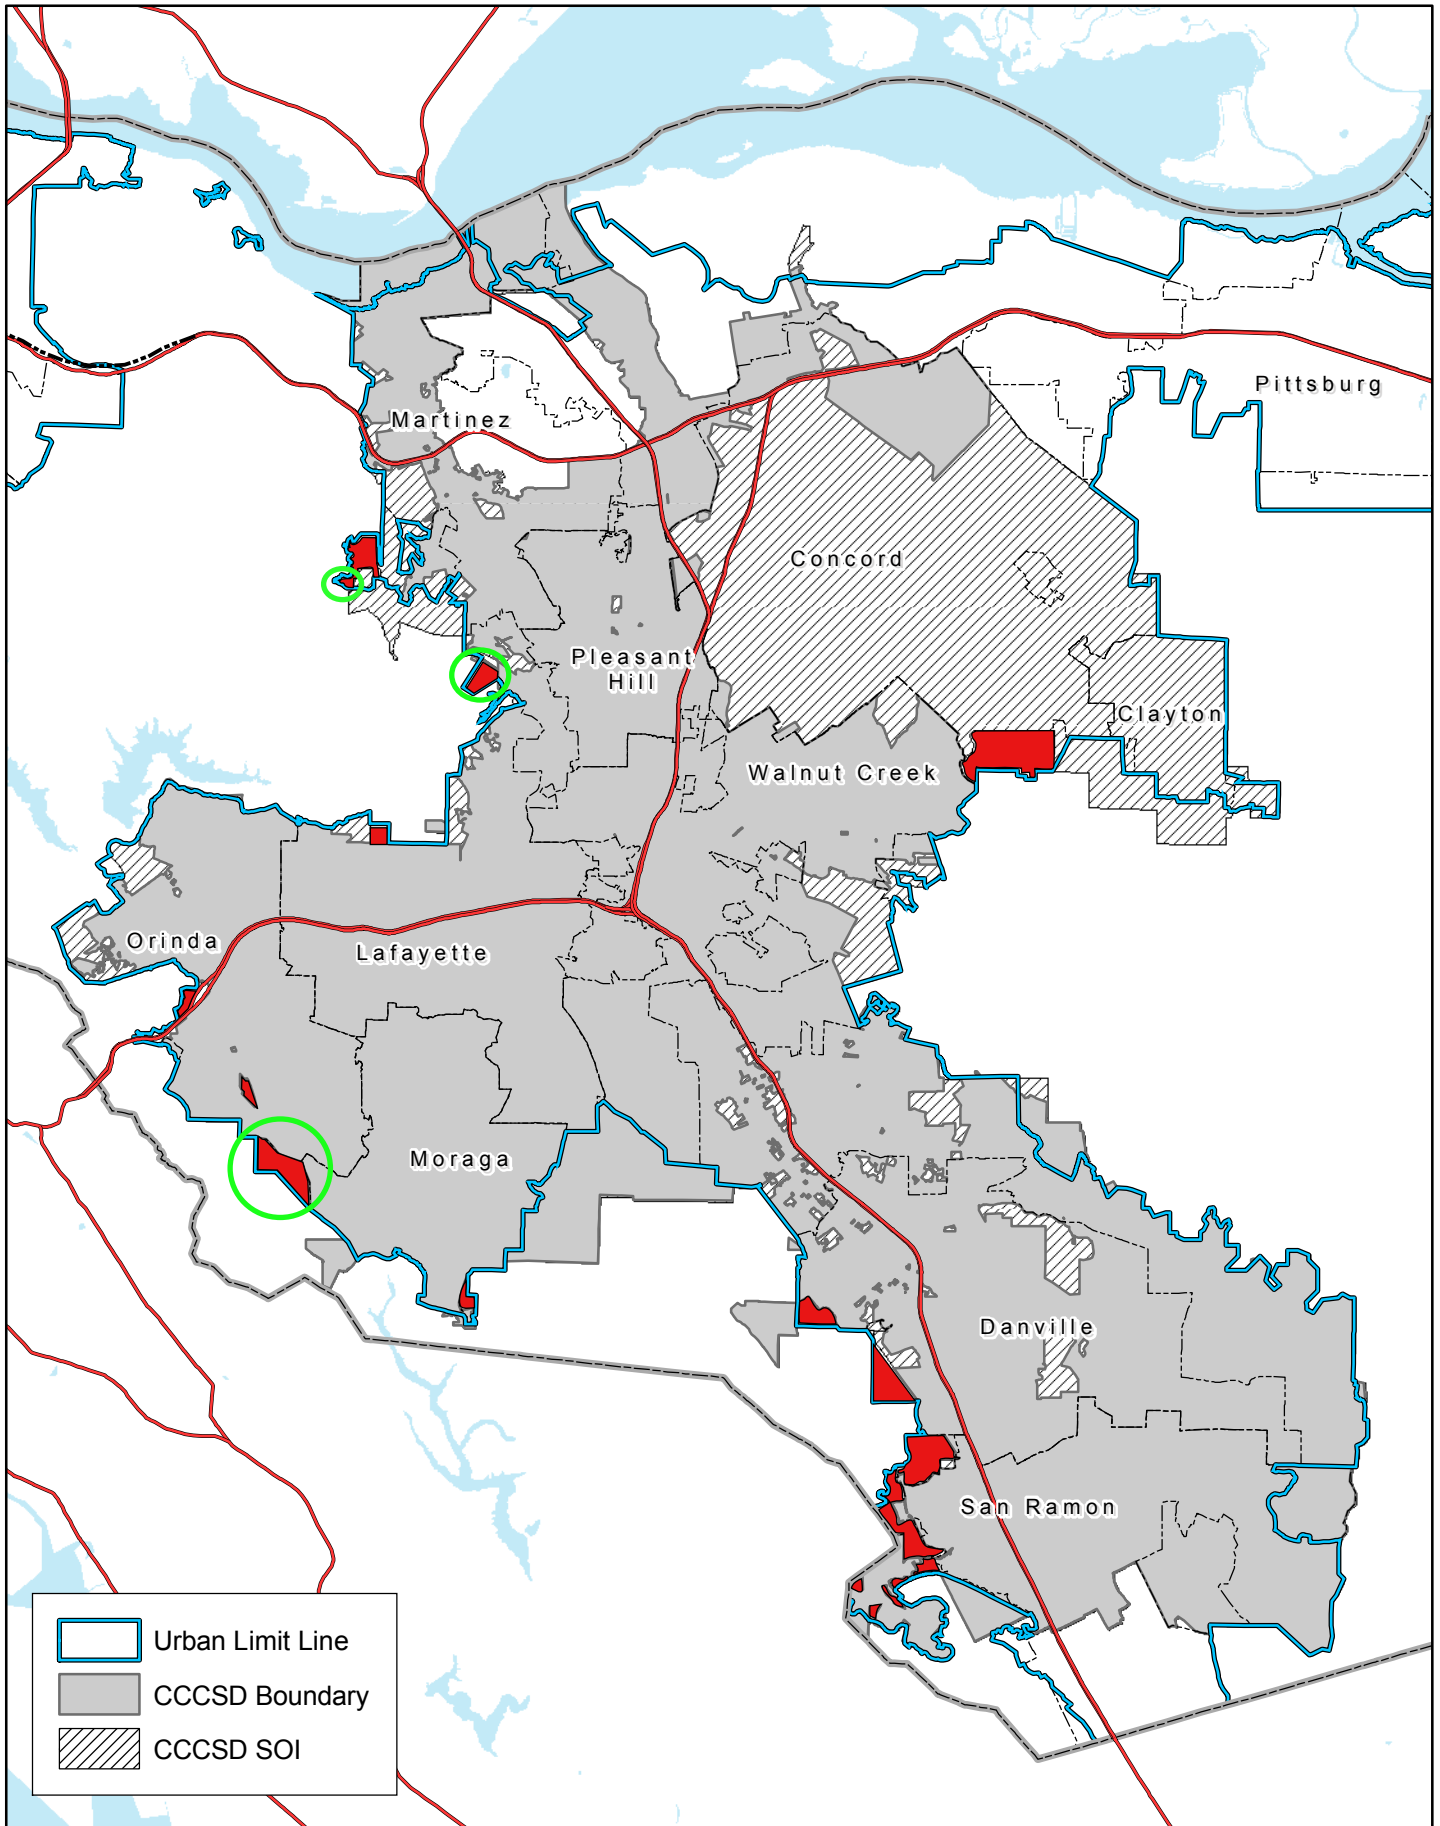 Pittsburg
Martinez
Concord
Pleasant
Hill
Clayton
Walnut Creek
Orinda
Lafayette
Moraga
Danville
San Ramon
Urban Limit Line
CCCSD Boundary
CCCSD SOI